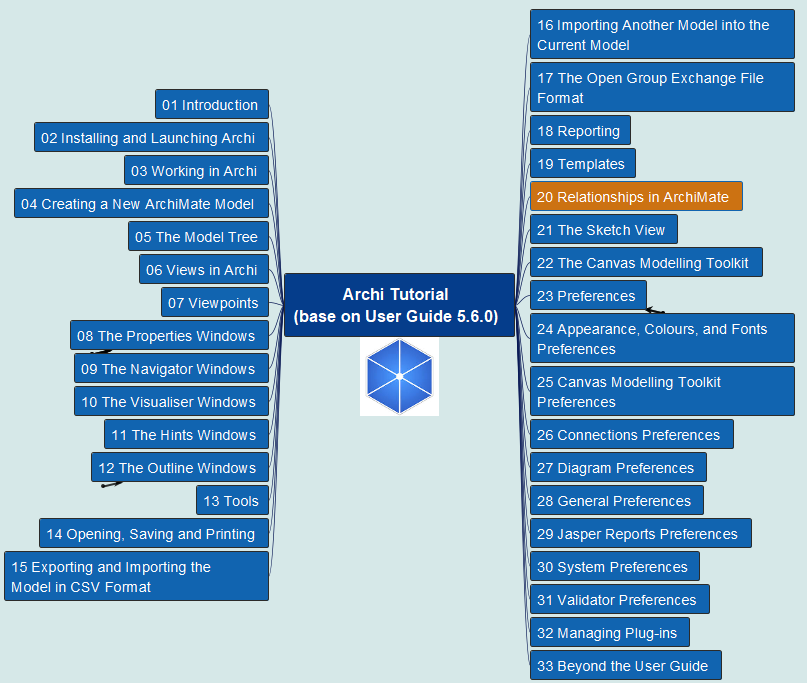 Archi Tutorial
(base on User Guide 5.6.0)
01 Introduction
02 Installing and Launching Archi
03 Working in Archi
04 Creating a New ArchiMate Model
05 The Model Tree
06 Views in Archi
07 Viewpoints
08 The Properties Windows
09 The Navigator Windows
10 The Visualiser Windows
11 The Hints Windows
12 The Outline Windows
13 Tools
14 Opening, Saving and Printing
15 Exporting and Importing the
Model in CSV Format
16 Importing Another Model into the
Current Model
17 The Open Group Exchange File
Format
18 Reporting
19 Templates
20 Relationships in ArchiMate
21 The Sketch View
22 The Canvas Modelling Toolkit
23 Preferences
24 Appearance, Colours, and Fonts
Preferences
25 Canvas Modelling Toolkit
Preferences
26 Connections Preferences
27 Diagram Preferences
28 General Preferences
29 Jasper Reports Preferences
30 System Preferences
31 Validator Preferences
32 Managing Plug-ins
33 Beyond the User Guide